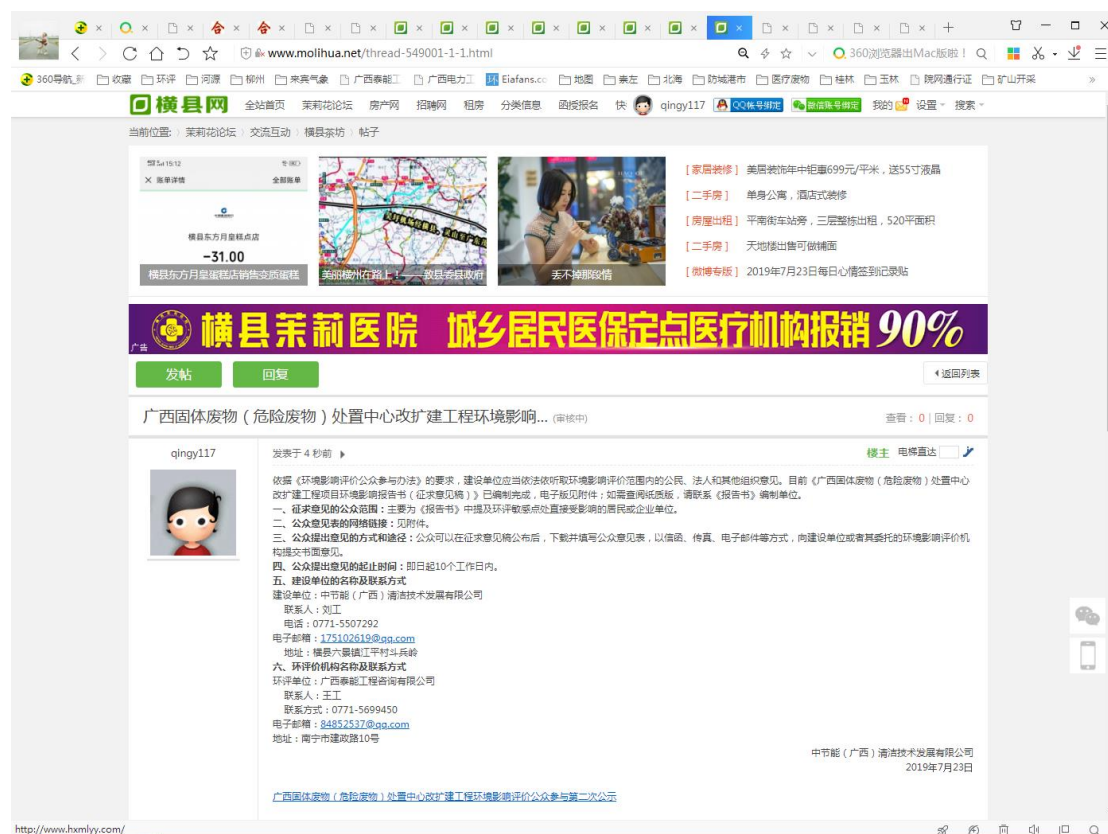 www.molihua.net/thread-549001-1-1.html
360浏览器出Mac版啦！
360导航_新 收藏 环评 河源 柳州 来宾气象 广西泰能工 广西电力工 Eiafans.co 地图 崇左 北海 防城港市 医疗废物 桂林 玉林 院网通行证 矿山开采 »
横县网 全站首页 茉莉花论坛 房产网 招聘网 租房 分类信息 函授报名 快 qingy117 QQ帐号绑定 微信账号绑定 我的 设置 搜索
当前位置: 茉莉花论坛 › 交流互动 › 横县茶坊 › 帖子
Sat 15:12
× 账单详情 全部账单
横县东方月皇糕点店
-31.00
横县东方月皇蛋糕店销售变质蛋糕
美丽横州在路上！——致县委县政府
丢不掉那段情
[ 家居装修 ] 美居装饰年中钜惠699元/平米，送55寸液晶
[ 二手房 ] 单身公寓，酒店式装修
[ 房屋出租 ] 平南街车站旁，三层整栋出租，520平面积
[ 二手房 ] 天地楼出售可做铺面
[ 微博专版 ] 2019年7月23日每日心情签到记录贴
横县茉莉医院 城乡居民医保定点医疗机构报销90%
广告
发帖 回复 返回列表
广西固体废物（危险废物）处置中心改扩建工程环境影响... (审核中) 查看：0 | 回复：0
qingy117
发表于 4 秒前 楼主 电梯直达
依据《环境影响评价公众参与办法》的要求，建设单位应当依法依听取环境影响评价范围内的公民、法人和其他组织意见。目前《广西固体废物（危险废物）处置中心
改扩建工程项目环境影响报告书（征求意见稿）》已编制完成，电子版见附件；如需查阅纸质版，请联系《报告书》编制单位。
一、征求意见的公众范围：主要为《报告书》中提及环评敏感点处直接受影响的居民或企业单位。
二、公众意见表的网络链接：见附件。
三、公众提出意见的方式和途径：公众可以在征求意见稿公布后，下载并填写公众意见表，以信函、传真、电子邮件等方式，向建设单位或者其委托的环境影响评价机
构提交书面意见。
四、公众提出意见的起止时间：即日起10个工作日内。
五、建设单位的名称及联系方式
建设单位：中节能（广西）清洁技术发展有限公司
联系人：刘工
电话：0771-5507292
电子邮箱：175102619@qq.com
地址：横县六景镇江平村斗兵岭
六、环评价机构名称及联系方式
环评单位：广西泰能工程咨询有限公司
联系人：王工
联系方式：0771-5699450
电子邮箱：84852537@qq.com
地址：南宁市建政路10号
中节能（广西）清洁技术发展有限公司
2019年7月23日
广西固体废物（危险废物）处置中心改扩建工程环境影响评价公众参与第二次公示
http://www.hxmlyy.com/